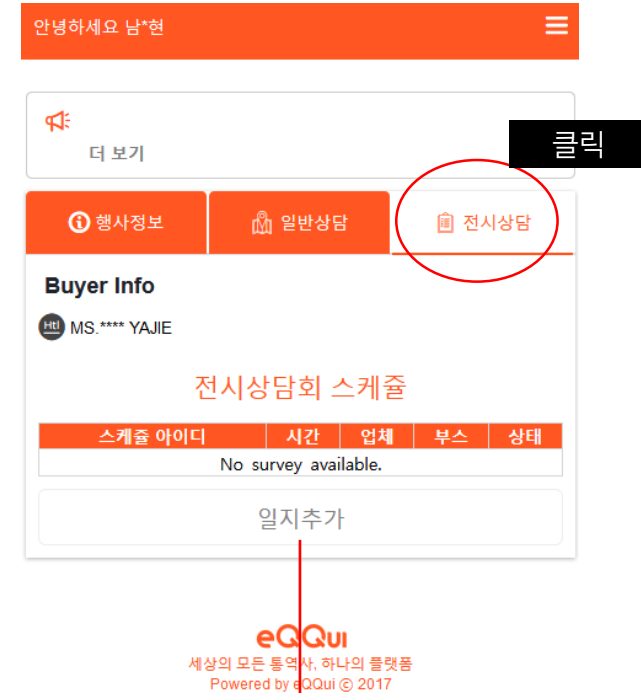 안녕하세요 남*현
더 보기
클릭
행사정보 일반상담 전시상담
Buyer Info
Htl MS.**** YAJIE
전시상담회 스케쥴
스케쥴 아이디 시간 업체 부스 상태
No survey available.
일지추가
eQQui
세상의 모든 통역사, 하나의 플랫폼
Powered by eQQui © 2017